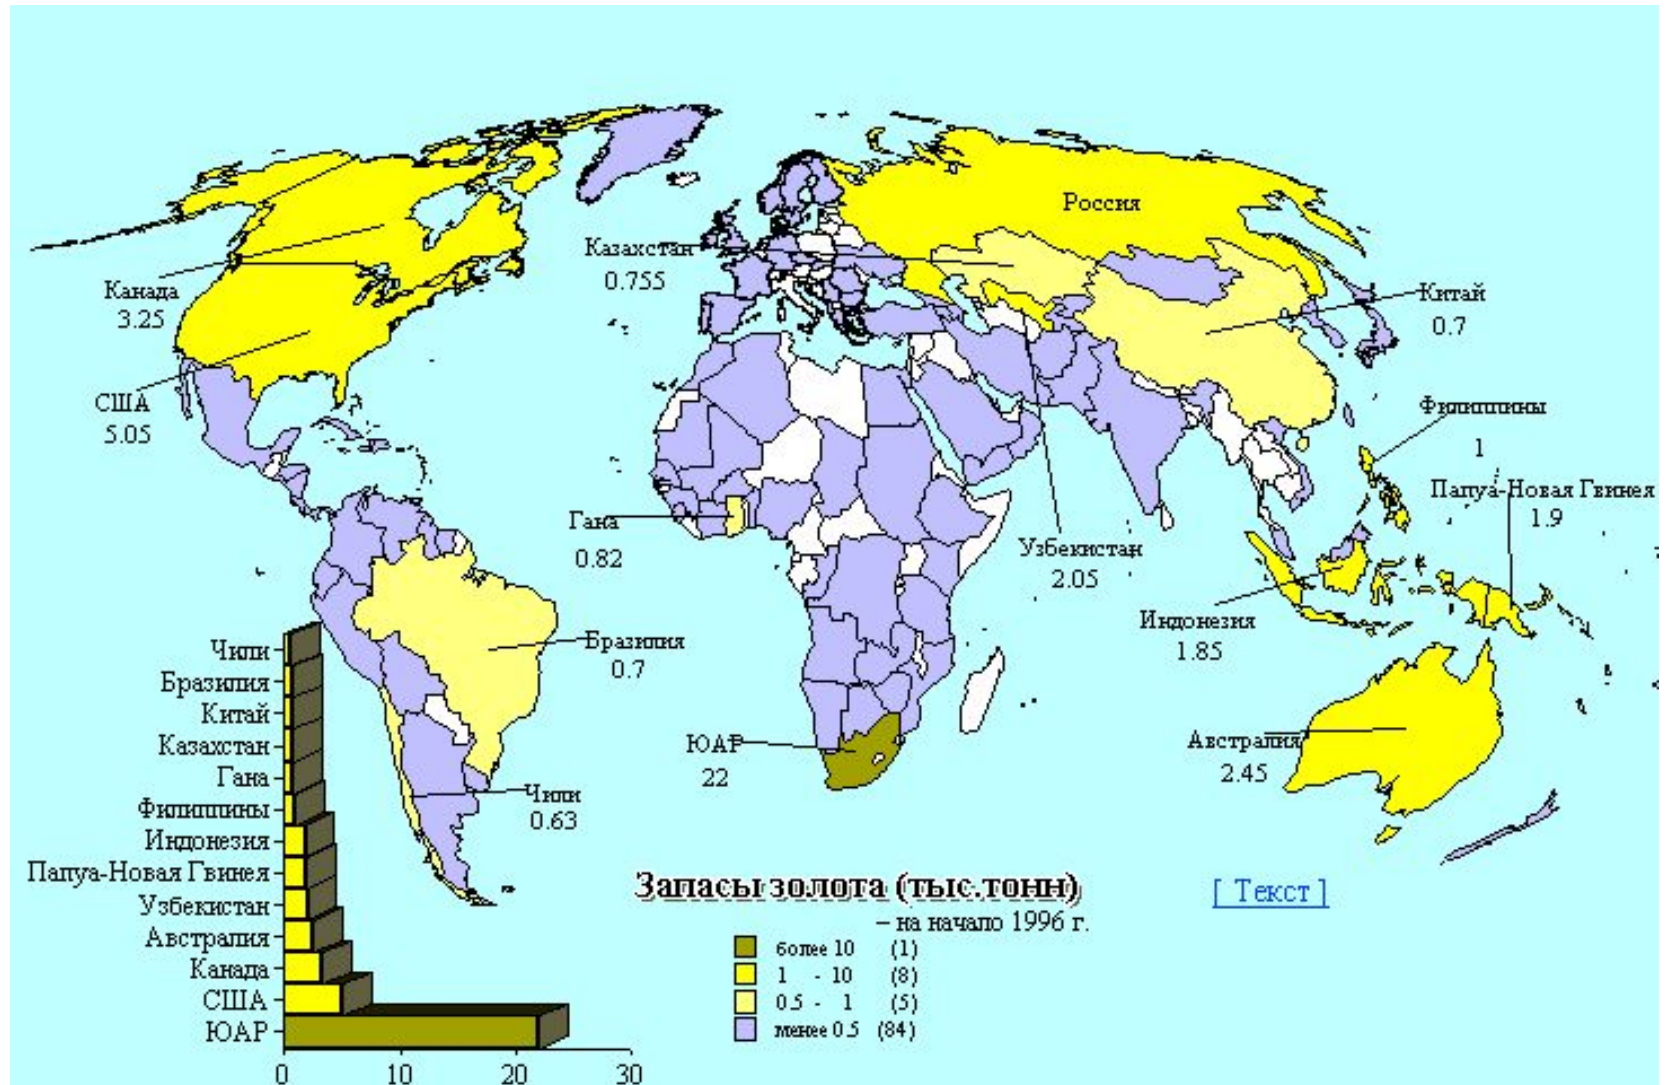 Россия
Казахстан
0.755
Канада
3.25
Китай
0.7
США
5.05
Филиппины
1
Папуа-Новая Гвинея
1.9
Гана
0.82
Узбекистан
2.05
Индонезия
1.85
Бразилия
0.7
ЮАР
22
Австралия
2.45
Чили
0.63
Чили
Бразилия
Китай
Казахстан
Гана
Филиппины
Индонезия
Папуа-Новая Гвинея
Узбекистан
Австралия
Канада
США
ЮАР
0 10 20 30
Запасы золота (тыс.тонн)
– на начало 1996 г.
более 10 (1)
1 - 10 (8)
0.5 - 1 (5)
менее 0.5 (84)
[ Текст ]